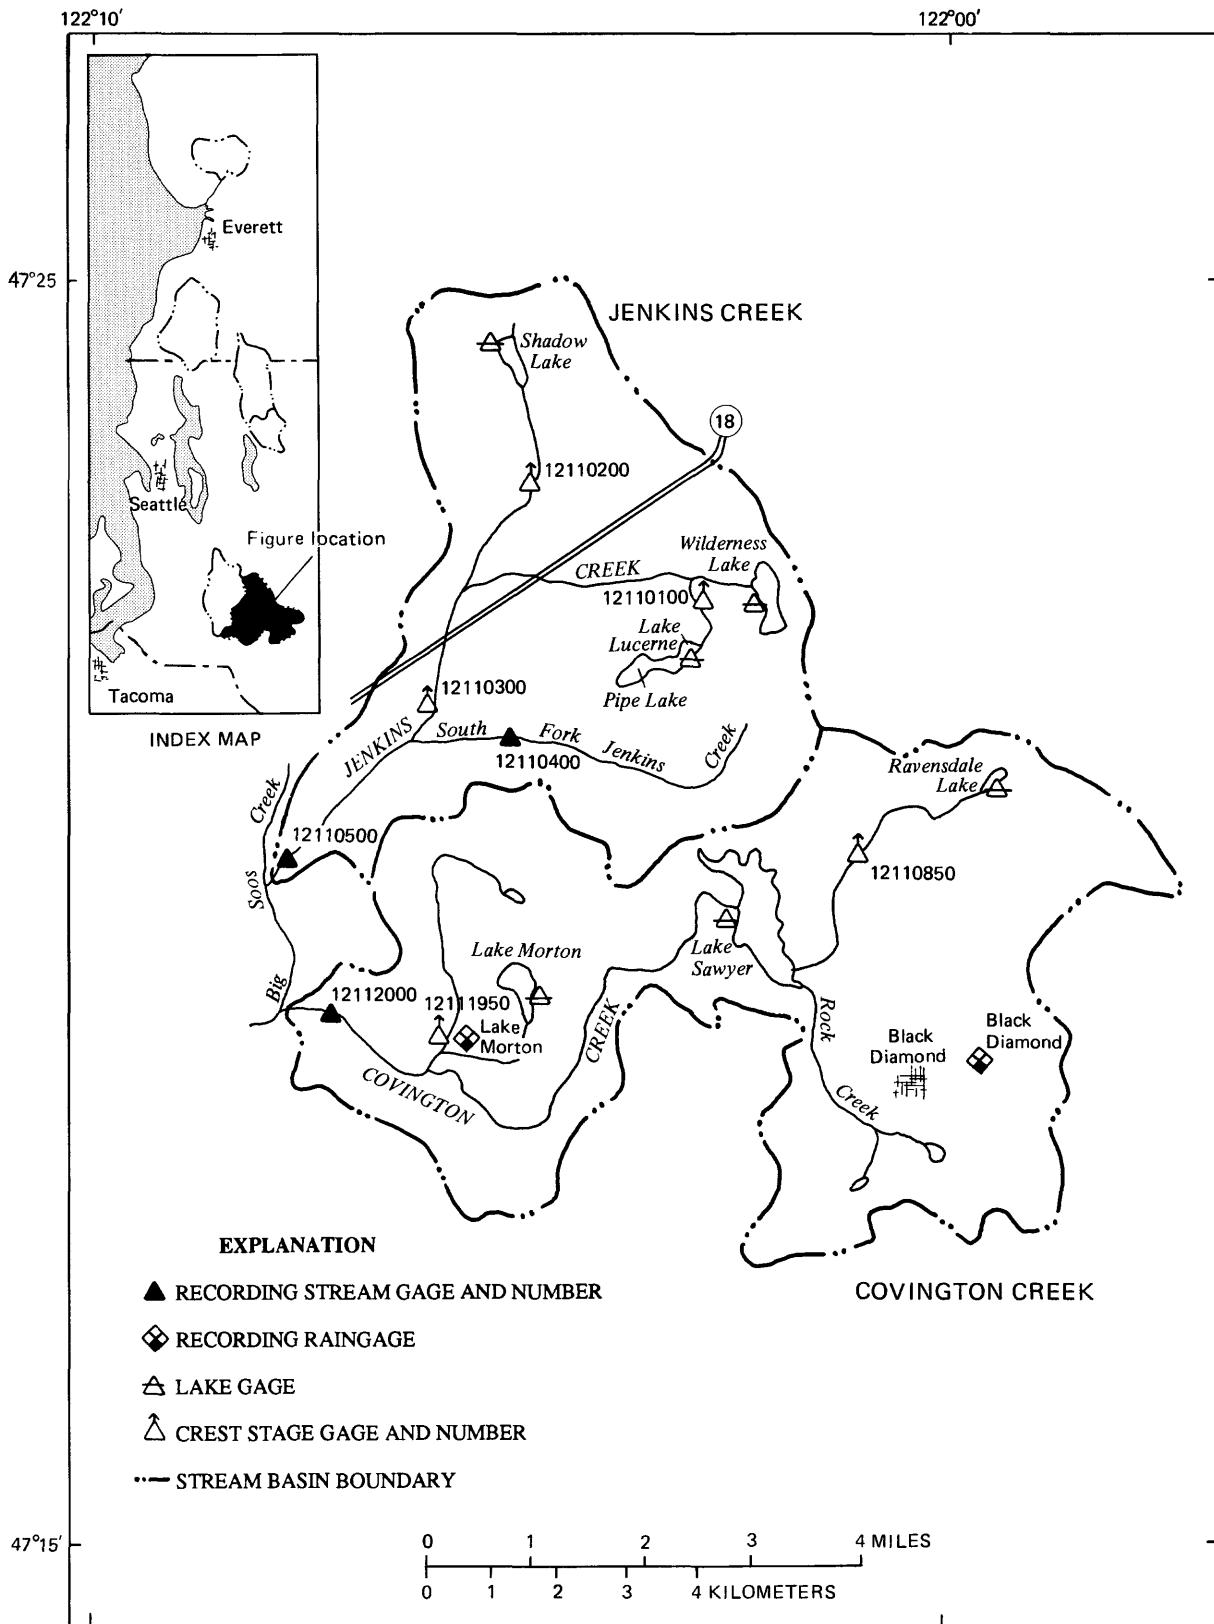 122°10'
122°00'
47°25
Everett
Seattle
Figure location
Tacoma
INDEX MAP
JENKINS CREEK
Shadow
Lake
18
12110200
Wilderness
Lake
CREEK
12110100
Lake
Lucerne
Pipe Lake
12110300
JENKINS
South Fork Jenkins Creek
12110400
Ravensdale
Lake
Creek
12110500
Soos
12110850
Lake Morton
Lake
Sawyer
Big
12112000
12111950
Lake
Morton
CREEK
Rock
Black
Diamond
Black
Diamond
COVINGTON
Creek
EXPLANATION
RECORDING STREAM GAGE AND NUMBER
COVINGTON CREEK
RECORDING RAINGAGE
LAKE GAGE
CREST STAGE GAGE AND NUMBER
STREAM BASIN BOUNDARY
47°15'
0 1 2 3 4 MILES
0 1 2 3 4 KILOMETERS